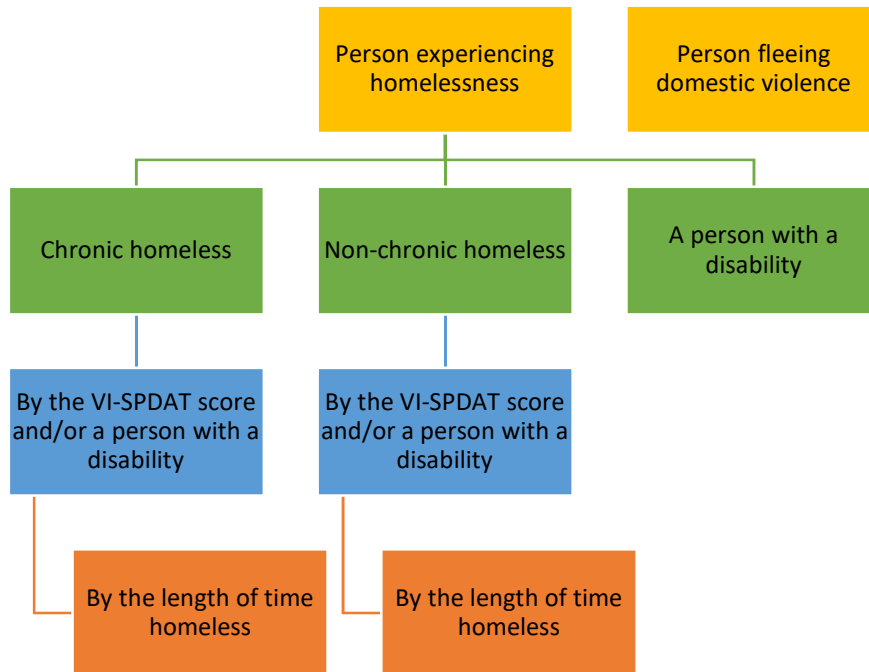 Person experiencing
homelessness
Person fleeing
domestic violence
Chronic homeless
Non-chronic homeless
A person with a
disability
By the VI-SPDAT score
and/or a person with a
disability
By the VI-SPDAT score
and/or a person with a
disability
By the length of time
homeless
By the length of time
homeless